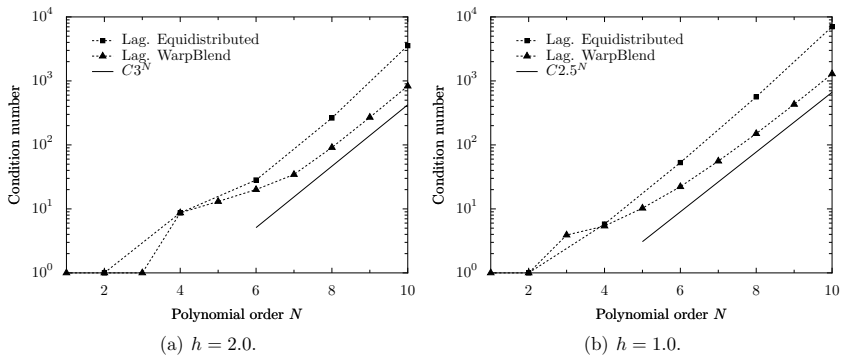 10^4
10^3
10^2
10^1
10^0
Condition number
Lag. Equidistributed
Lag. WarpBlend
C3^N
2 4 6 8 10
Polynomial order N
(a) h = 2.0.
10^4
10^3
10^2
10^1
10^0
Condition number
Lag. Equidistributed
Lag. WarpBlend
C2.5^N
2 4 6 8 10
Polynomial order N
(b) h = 1.0.